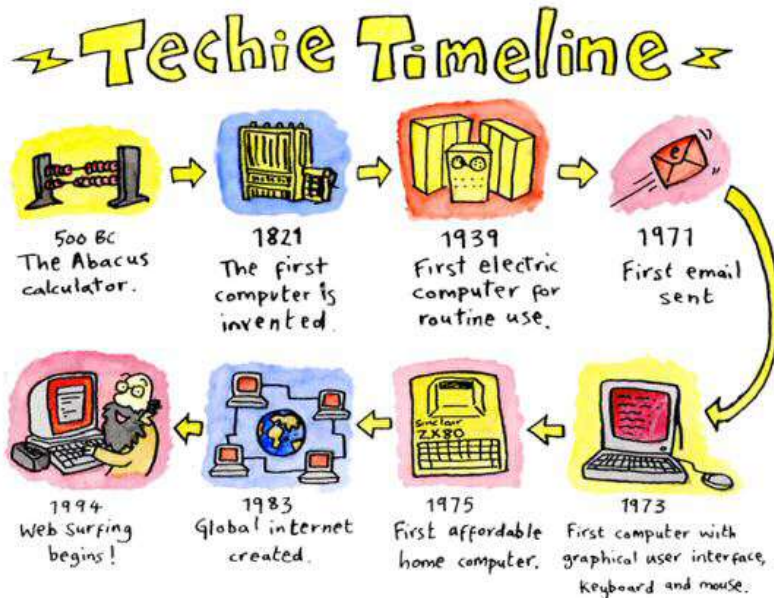 Techie Timeline
500 BC
The Abacus
calculator.
1821
The first
computer is
invented.
1939
First electric
computer for
routine use.
1971
First email
sent
e
1973
First computer with
graphical user interface,
keyboard and mouse.
sinclair
ZX80
1975
First affordable
home computer.
1983
Global internet
created.
1994
Web surfing
begins!